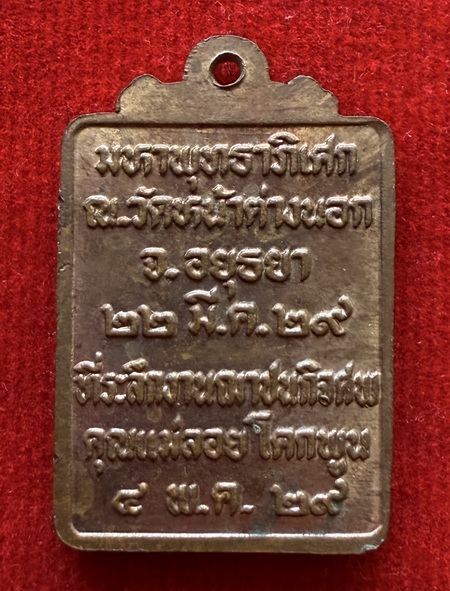 มหาพุทธาภิเศก
ณ.วัดหน้าต่างนอก
จ.อยุธยา
๒๒ มี.ค.๒๙
ที่ระลึกงานฌาปนกิจศพ
คุณแม่ลอย โคกพูน
๔ พ.ค. ๒๙